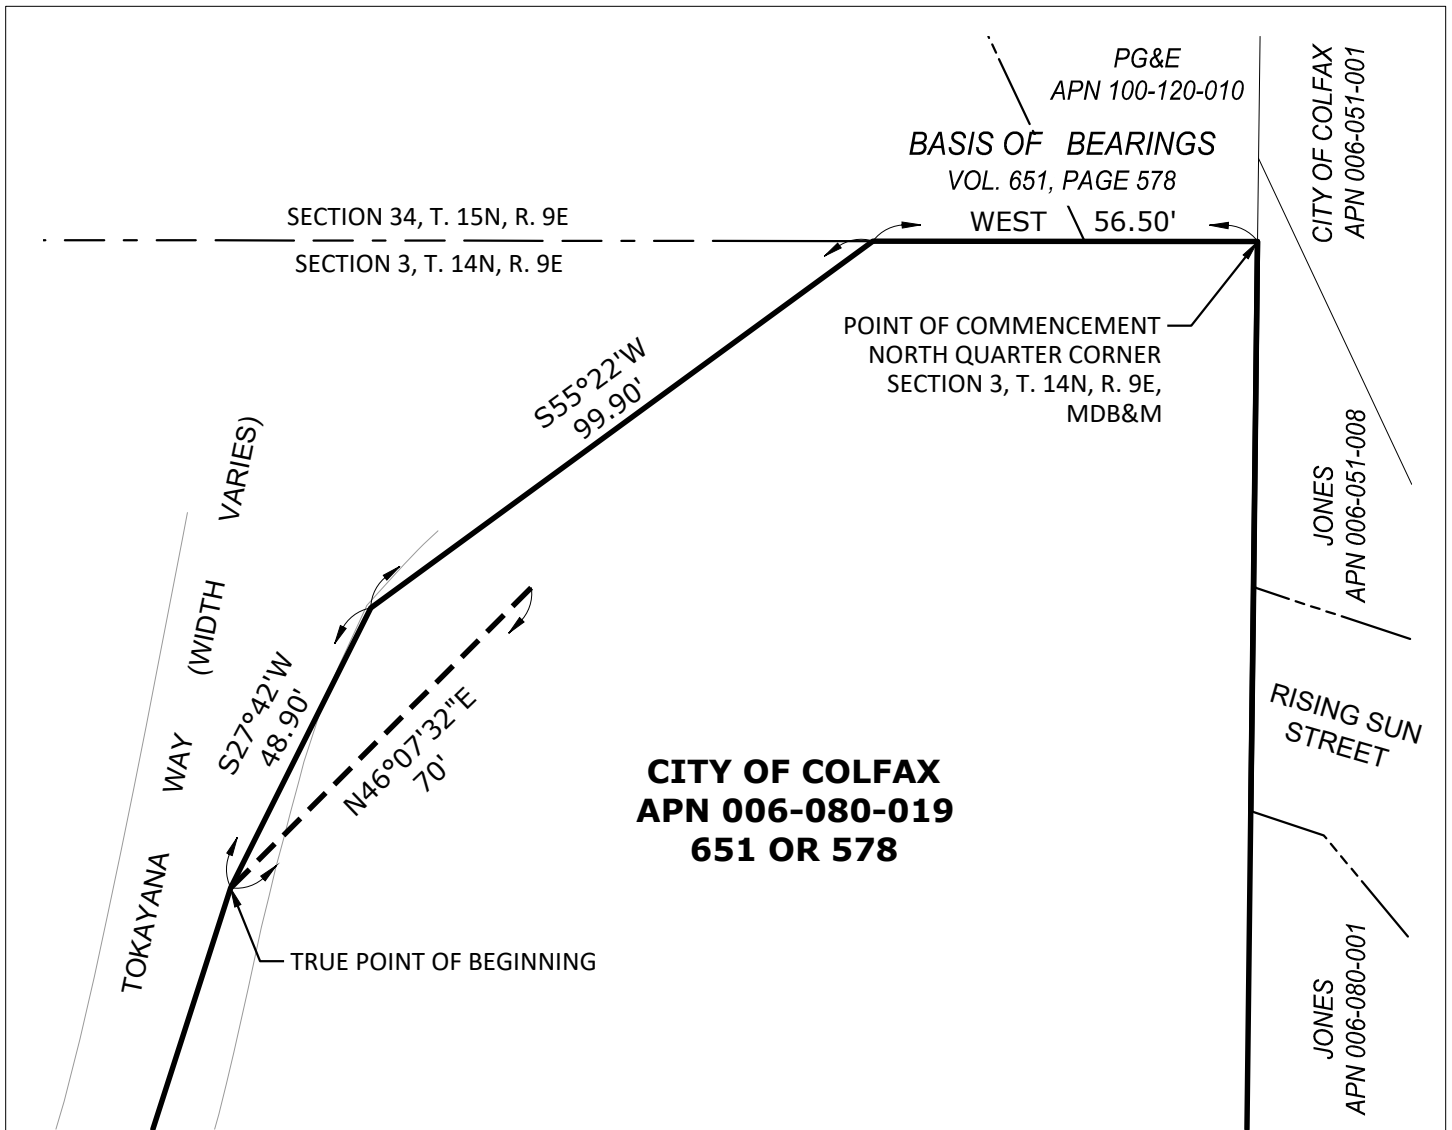 PG&E
APN 100-120-010
CITY OF COLFAX
APN 006-051-001
BASIS OF BEARINGS
VOL. 651, PAGE 578
WEST 56.50'
SECTION 34, T. 15N, R. 9E
SECTION 3, T. 14N, R. 9E
POINT OF COMMENCEMENT
NORTH QUARTER CORNER
SECTION 3, T. 14N, R. 9E,
MDB&M
S55°22'W
99.90'
JONES
APN 006-051-008
TOKAYANA WAY (WIDTH VARIES)
S27°42'W
48.90'
N46°07'32"E
70'
RISING SUN
STREET
CITY OF COLFAX
APN 006-080-019
651 OR 578
TRUE POINT OF BEGINNING
JONES
APN 006-080-001